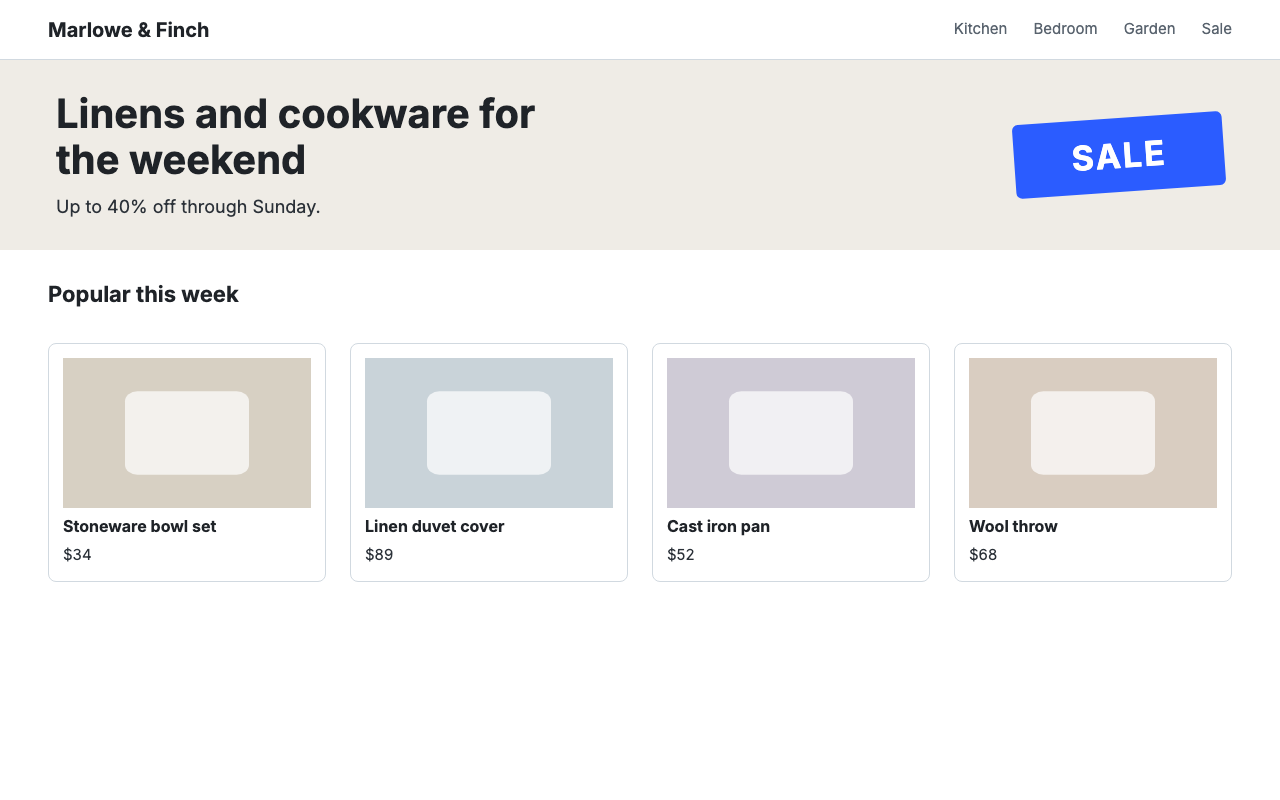 Marlowe & Finch
Kitchen Bedroom Garden Sale
Linens and cookware for
the weekend
Up to 40% off through Sunday.
SALE
Popular this week
Stoneware bowl set
$34
Linen duvet cover
$89
Cast iron pan
$52
Wool throw
$68